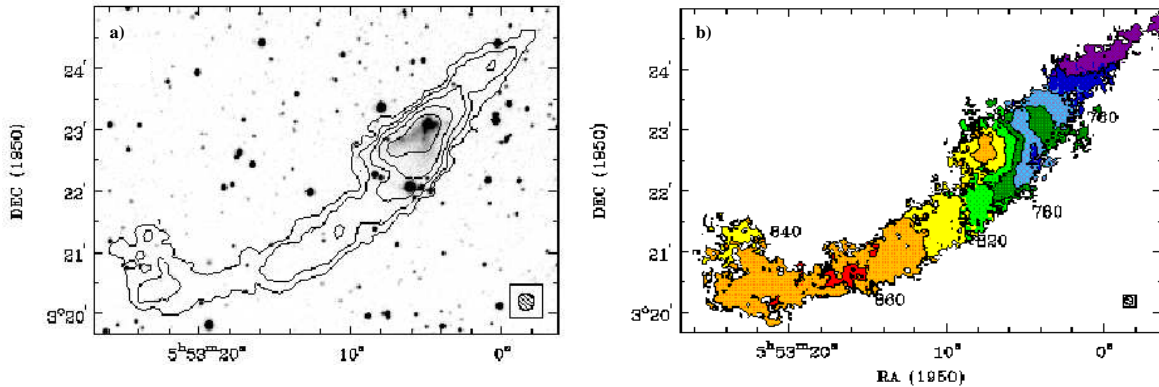 a)
DEC (1950)
24'
23'
22'
21'
3°20'
5ʰ53ᵐ20ˢ
10ˢ
0ˢ
b)
DEC (1950)
24'
23'
22'
21'
3°20'
760
780
820
840
860
5ʰ53ᵐ20ˢ
10ˢ
0ˢ
RA (1950)